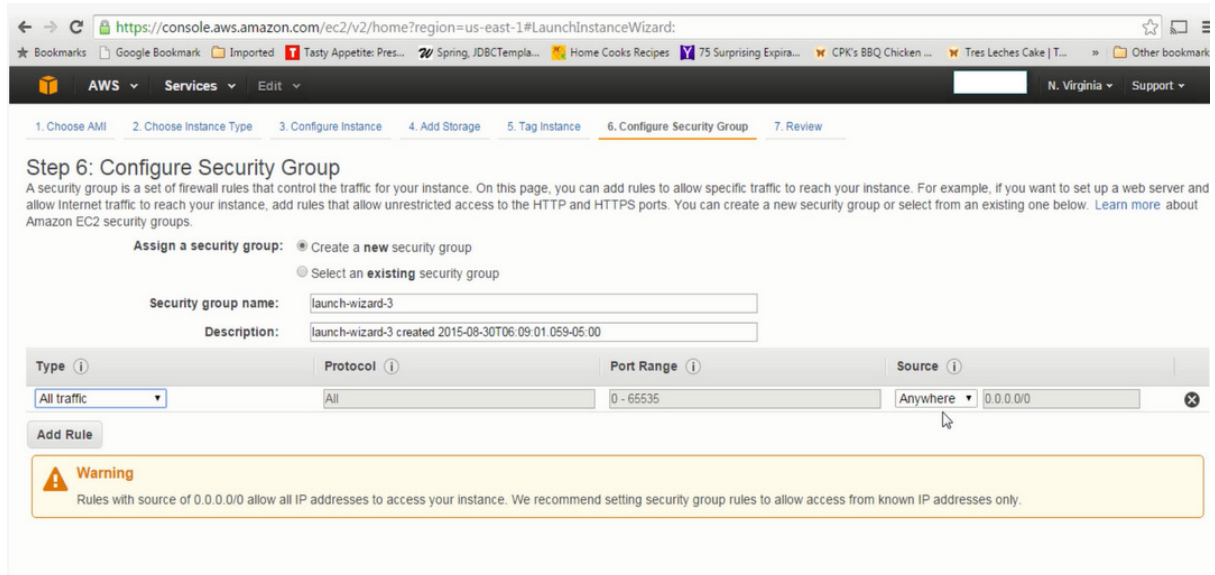 https://console.aws.amazon.com/ec2/v2/home?region=us-east-1#LaunchInstanceWizard:
Bookmarks Google Bookmark Imported Tasty Appetite: Pres... Spring, JDBCTempla... Home Cooks Recipes 75 Surprising Expira... CPK's BBQ Chicken ... Tres Leches Cake | T... » Other bookmark
AWS Services Edit N. Virginia Support
1. Choose AMI 2. Choose Instance Type 3. Configure Instance 4. Add Storage 5. Tag Instance 6. Configure Security Group 7. Review
Step 6: Configure Security Group
A security group is a set of firewall rules that control the traffic for your instance. On this page, you can add rules to allow specific traffic to reach your instance. For example, if you want to set up a web server and
allow Internet traffic to reach your instance, add rules that allow unrestricted access to the HTTP and HTTPS ports. You can create a new security group or select from an existing one below. Learn more about
Amazon EC2 security groups.
Assign a security group: Create a new security group
Select an existing security group
Security group name: launch-wizard-3
Description: launch-wizard-3 created 2015-08-30T06:09:01.059-05:00
Type i Protocol i Port Range i Source i
All traffic All 0 - 65535 Anywhere 0.0.0.0/0
Add Rule
Warning
Rules with source of 0.0.0.0/0 allow all IP addresses to access your instance. We recommend setting security group rules to allow access from known IP addresses only.